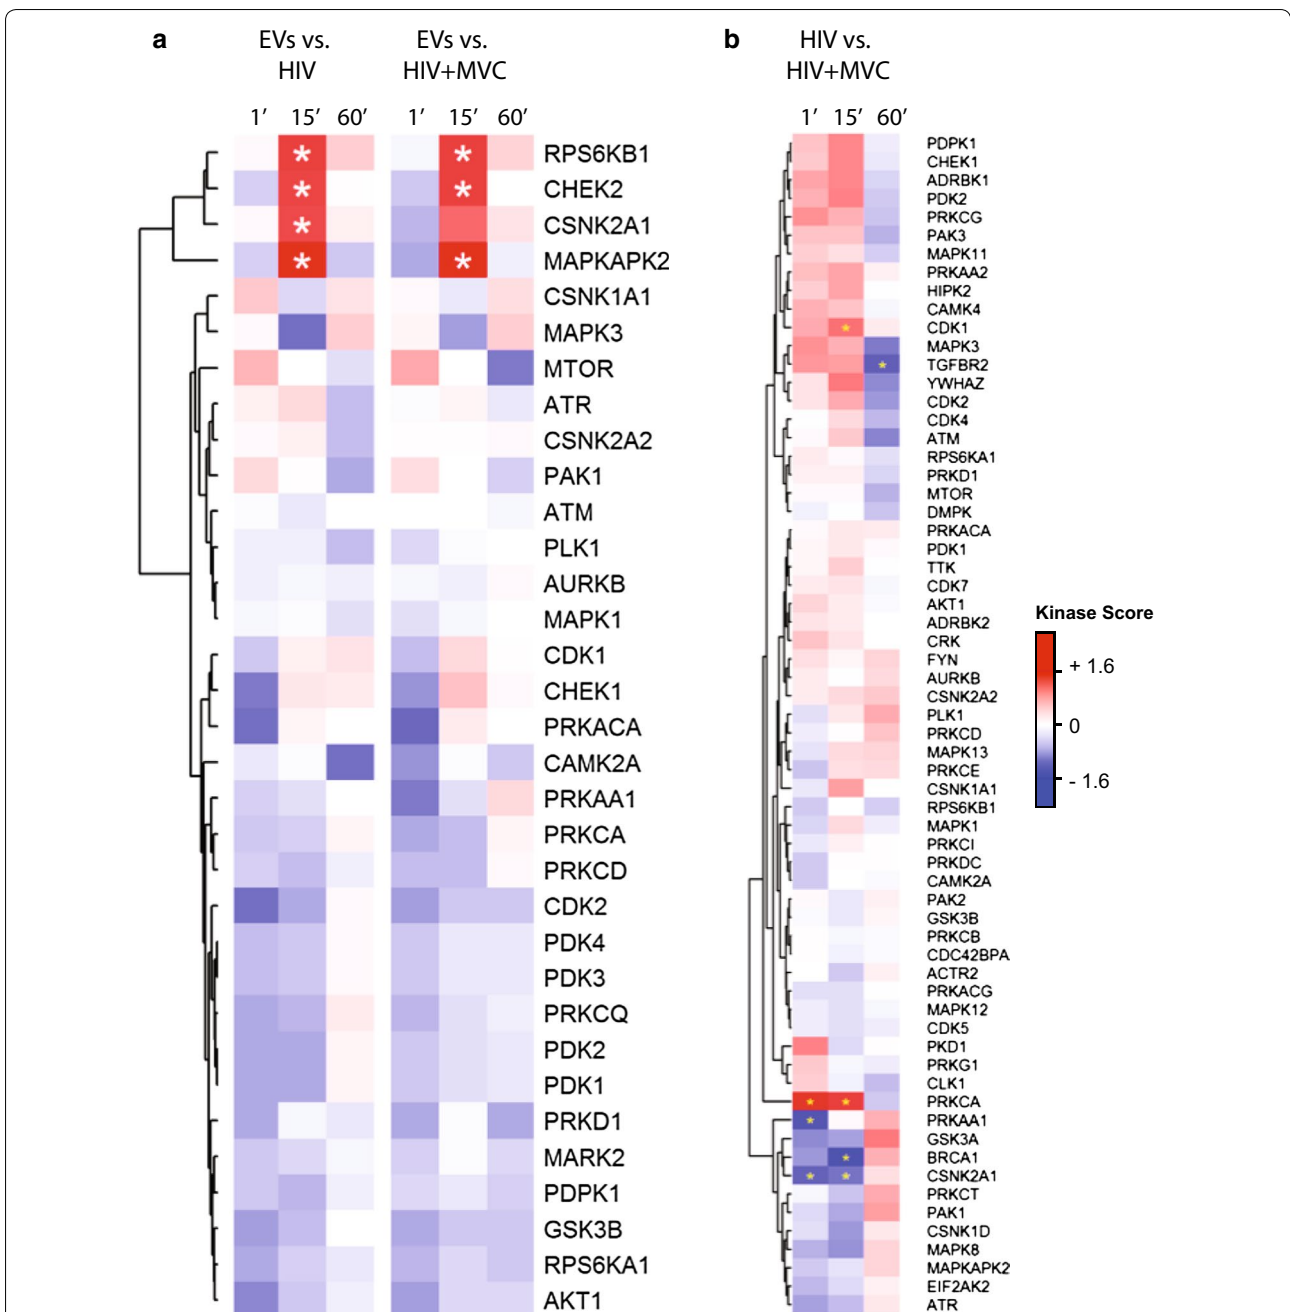 a
EVs vs.
HIV
EVs vs.
HIV+MVC
1’ 15’ 60’ 1’ 15’ 60’
RPS6KB1
CHEK2
CSNK2A1
MAPKAPK2
CSNK1A1
MAPK3
MTOR
ATR
CSNK2A2
PAK1
ATM
PLK1
AURKB
MAPK1
CDK1
CHEK1
PRKACA
CAMK2A
PRKAA1
PRKCA
PRKCD
CDK2
PDK4
PDK3
PRKCQ
PDK2
PDK1
PRKD1
MARK2
PDPK1
GSK3B
RPS6KA1
AKT1
b
HIV vs.
HIV+MVC
1’ 15’ 60’
PDPK1
CHEK1
ADRBK1
PDK2
PRKCG
PAK3
MAPK11
PRKAA2
HIPK2
CAMK4
CDK1
MAPK3
TGFBR2
YWHAZ
CDK2
CDK4
ATM
RPS6KA1
PRKD1
MTOR
DMPK
PRKACA
PDK1
TTK
CDK7
AKT1
ADRBK2
CRK
FYN
AURKB
CSNK2A2
PLK1
PRKCD
MAPK13
PRKCE
CSNK1A1
RPS6KB1
MAPK1
PRKCI
PRKDC
CAMK2A
PAK2
GSK3B
PRKCB
CDC42BPA
ACTR2
PRKACG
MAPK12
CDK5
PKD1
PRKG1
CLK1
PRKCA
PRKAA1
GSK3A
BRCA1
CSNK2A1
PRKCT
PAK1
CSNK1D
MAPK8
MAPKAPK2
EIF2AK2
ATR
Kinase Score
+ 1.6
0
- 1.6